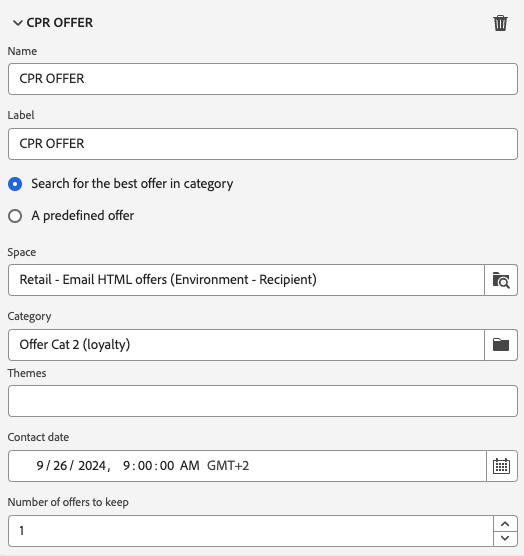 CPR OFFER
Name
CPR OFFER
Label
CPR OFFER
Search for the best offer in category
A predefined offer
Space
Retail - Email HTML offers (Environment - Recipient)
Category
Offer Cat 2 (loyalty)
Themes
Contact date
9/26/2024, 9:00:00 AM GMT+2
Number of offers to keep
1